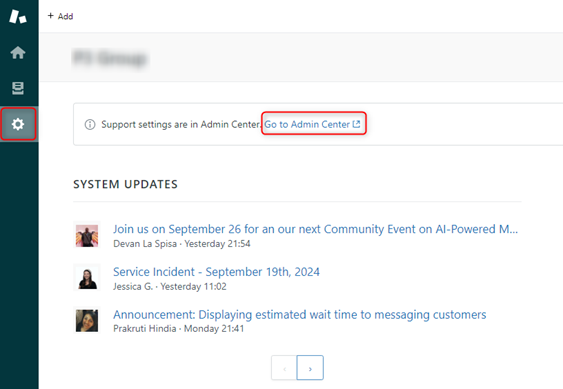 + Add
Support settings are in Admin Center. Go to Admin Center
SYSTEM UPDATES
Join us on September 26 for an our next Community Event on AI-Powered M...
Devan La Spisa · Yesterday 21:54
Service Incident - September 19th, 2024
Jessica G. · Yesterday 11:02
Announcement: Displaying estimated wait time to messaging customers
Prakruti Hindia · Monday 21:41